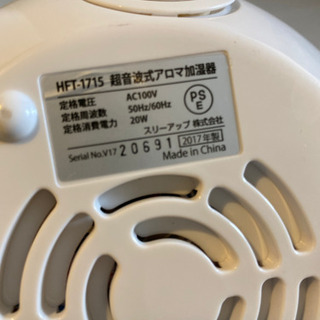 HFT-1715 超音波式アロマ加湿器
定格電圧 AC100V
定格周波数 50Hz/60Hz
定格消費電力 20W
PS
E
スリーアップ 株式会社
Serial No.V17 20691 2017年製
Made in China